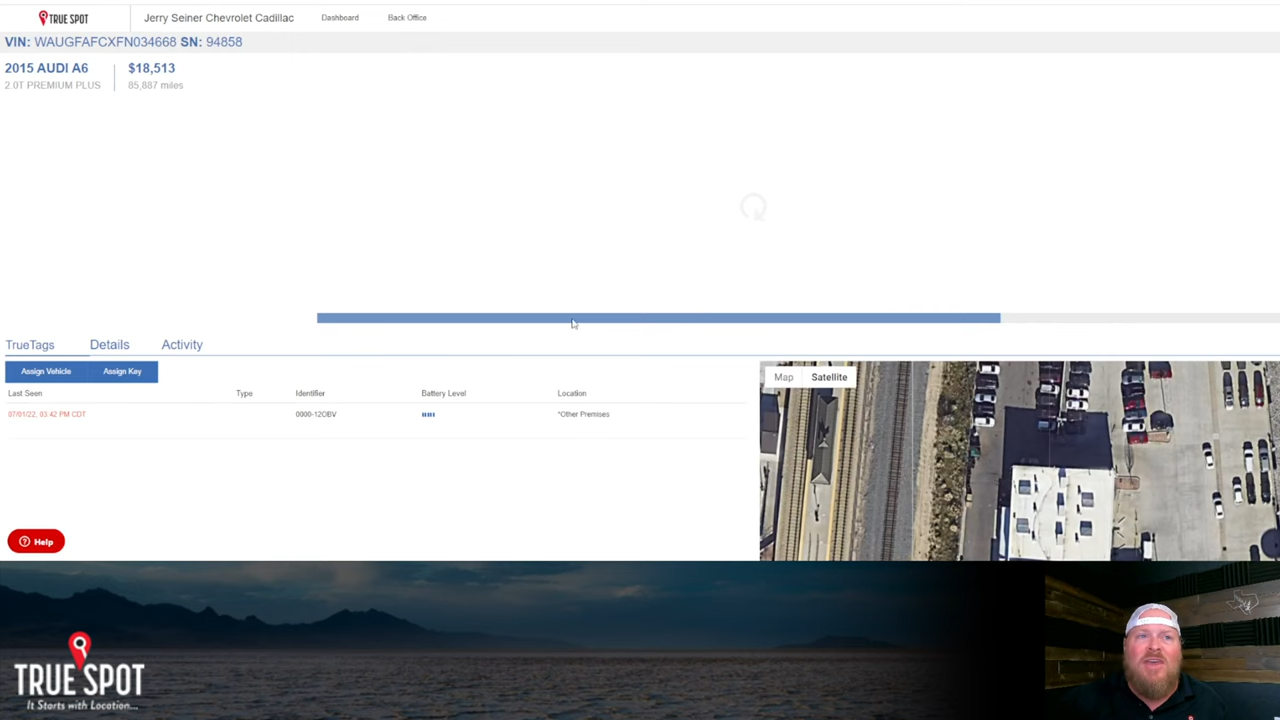 TRUE SPOT
Jerry Seiner Chevrolet Cadillac
Dashboard
Back Office
VIN: WAUGFAFCXFN034668 SN: 94858
2015 AUDI A6
$18,513
2.0T PREMIUM PLUS
85,887 miles
TrueTags
Details
Activity
Assign Vehicle
Assign Key
Last Seen
Type
Identifier
Battery Level
Location
07/01/22, 03:42 PM CDT
0000-12OBV
*Other Premises
Map
Satellite
Help
TRUE SPOT
It Starts with Location...